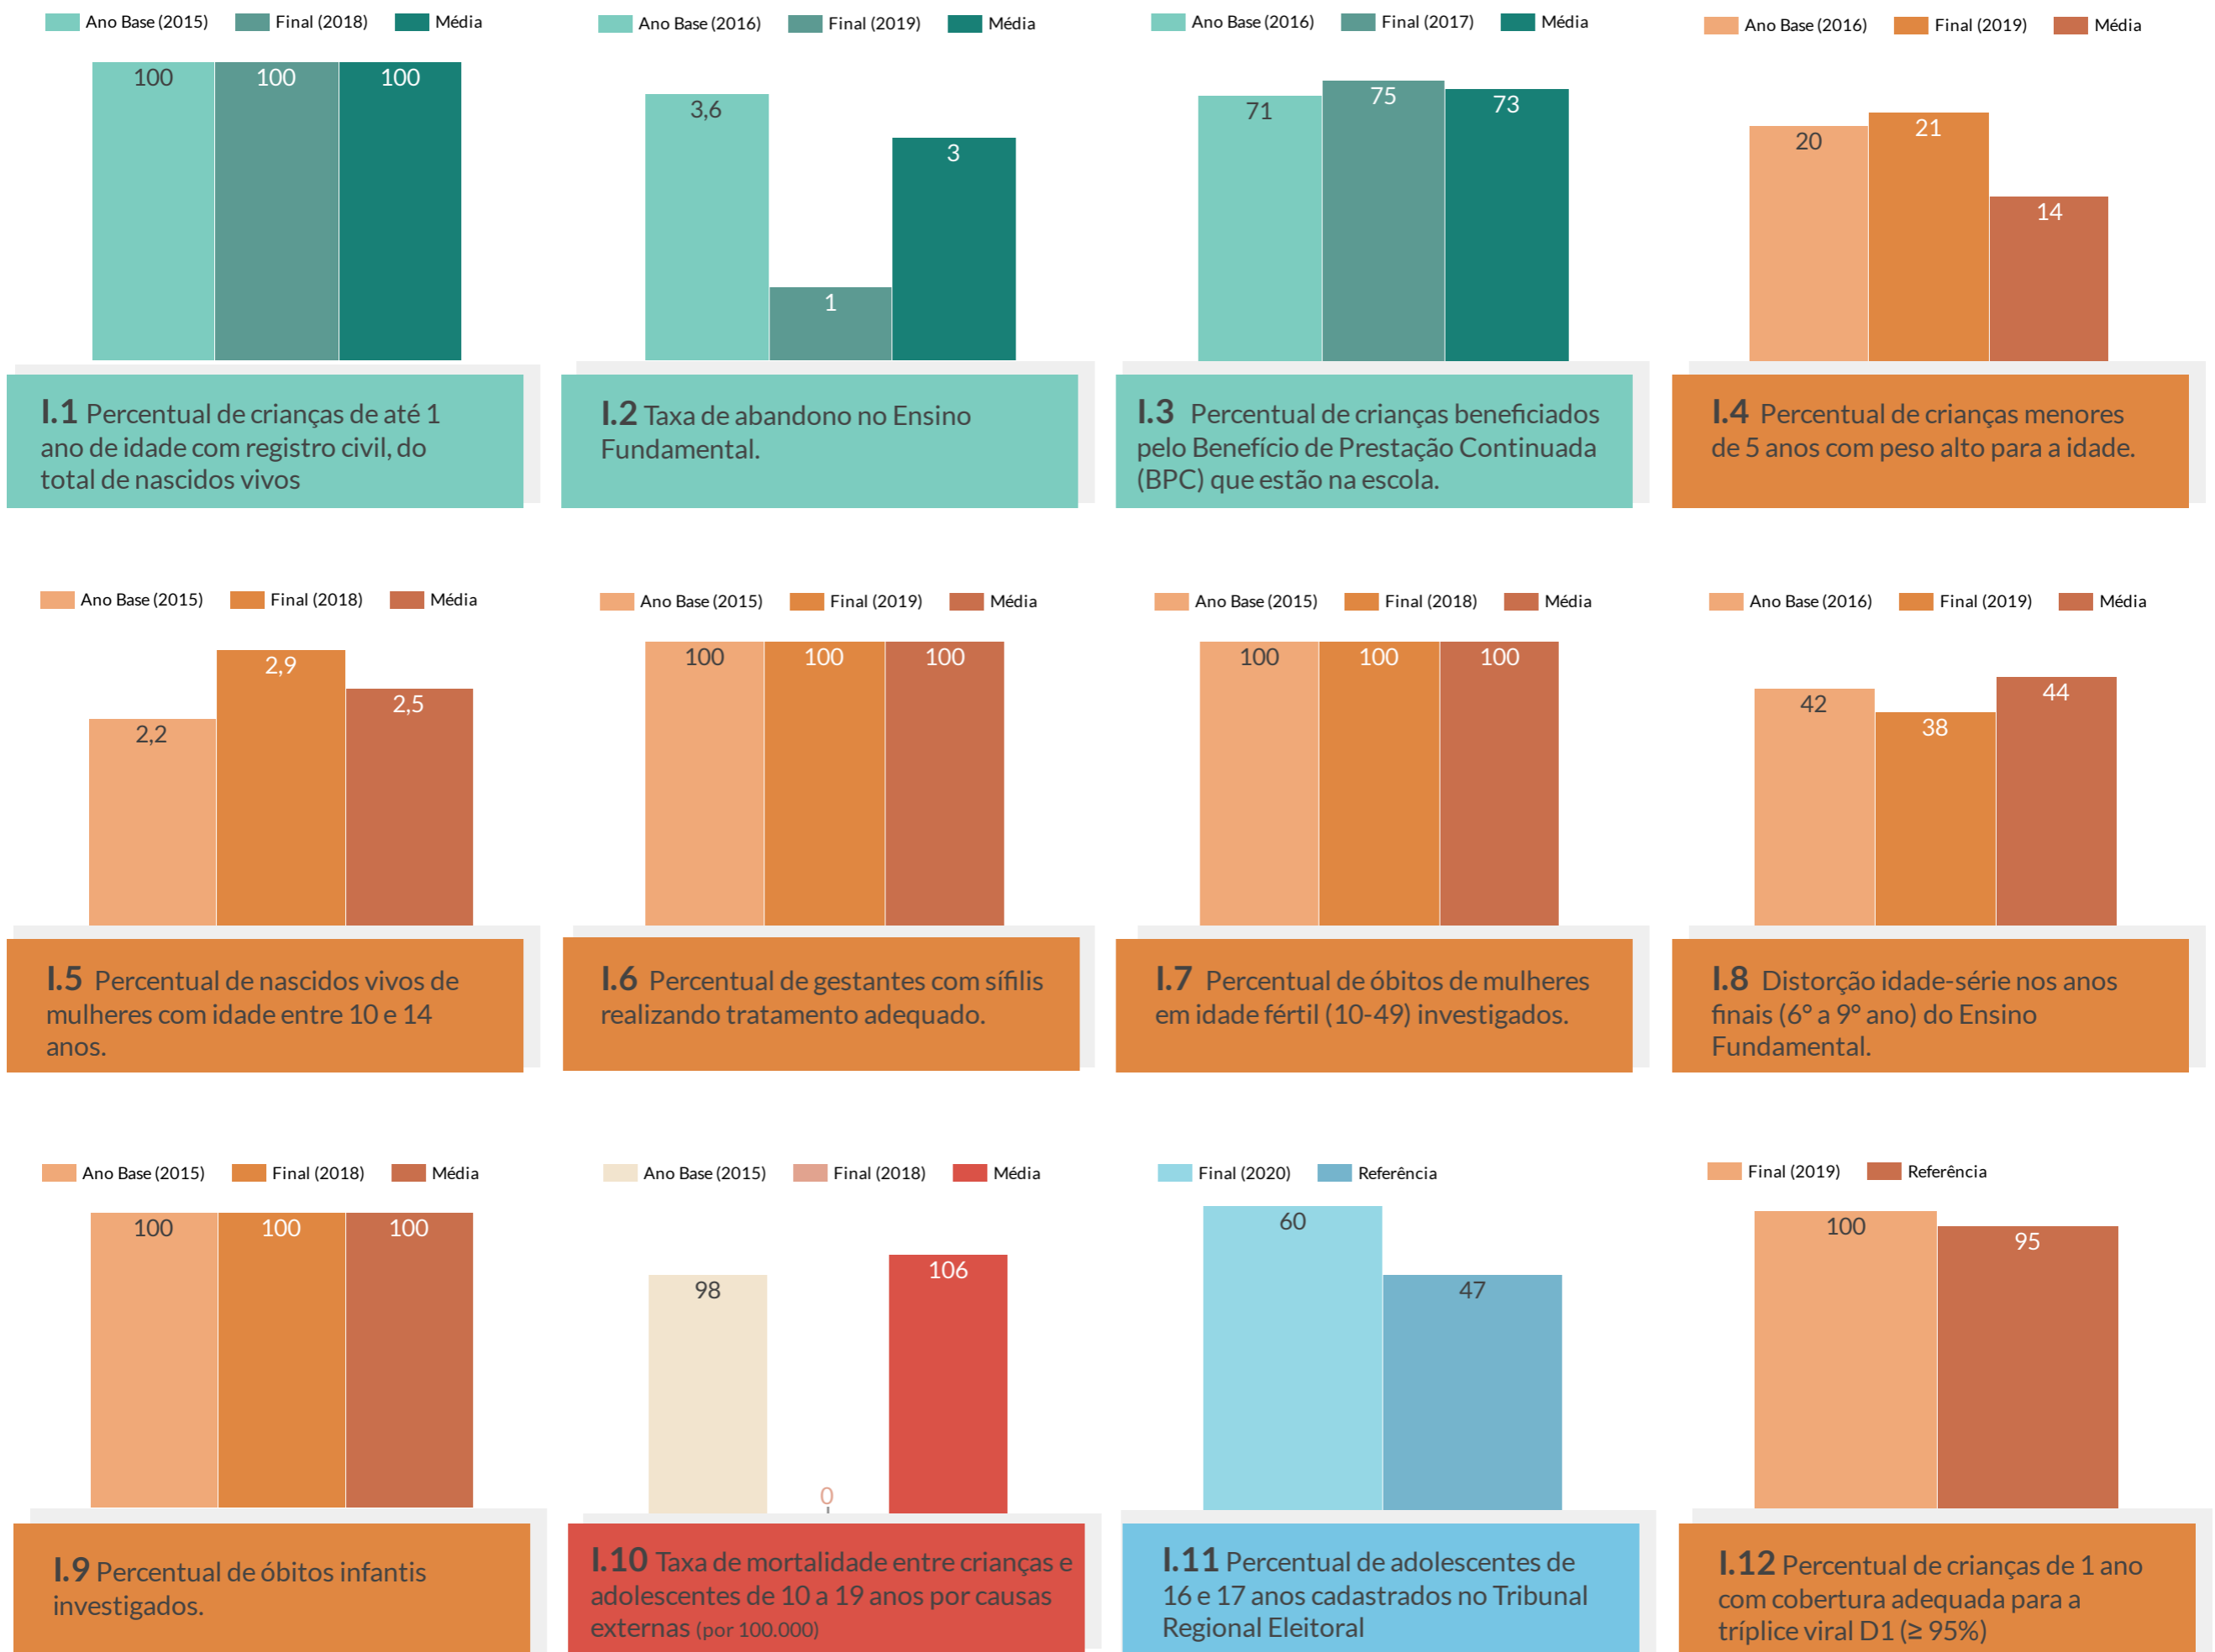 Ano Base (2015) Final (2018) Média
100 100 100
I.1 Percentual de crianças de até 1
ano de idade com registro civil, do
total de nascidos vivos
Ano Base (2016) Final (2019) Média
3,6 1 3
I.2 Taxa de abandono no Ensino
Fundamental.
Ano Base (2016) Final (2017) Média
71 75 73
I.3 Percentual de crianças beneficiados
pelo Benefício de Prestação Continuada
(BPC) que estão na escola.
Ano Base (2016) Final (2019) Média
20 21 14
I.4 Percentual de crianças menores
de 5 anos com peso alto para a idade.
Ano Base (2015) Final (2018) Média
2,2 2,9 2,5
I.5 Percentual de nascidos vivos de
mulheres com idade entre 10 e 14
anos.
Ano Base (2015) Final (2019) Média
100 100 100
I.6 Percentual de gestantes com sífilis
realizando tratamento adequado.
Ano Base (2015) Final (2018) Média
100 100 100
I.7 Percentual de óbitos de mulheres
em idade fértil (10-49) investigados.
Ano Base (2016) Final (2019) Média
42 38 44
I.8 Distorção idade-série nos anos
finais (6º a 9º ano) do Ensino
Fundamental.
Ano Base (2015) Final (2018) Média
100 100 100
I.9 Percentual de óbitos infantis
investigados.
Ano Base (2015) Final (2018) Média
98 0 106
I.10 Taxa de mortalidade entre crianças e
adolescentes de 10 a 19 anos por causas
externas (por 100.000)
Final (2020) Referência
60 47
I.11 Percentual de adolescentes de
16 e 17 anos cadastrados no Tribunal
Regional Eleitoral
Final (2019) Referência
100 95
I.12 Percentual de crianças de 1 ano
com cobertura adequada para a
tríplice viral D1 (≥ 95%)